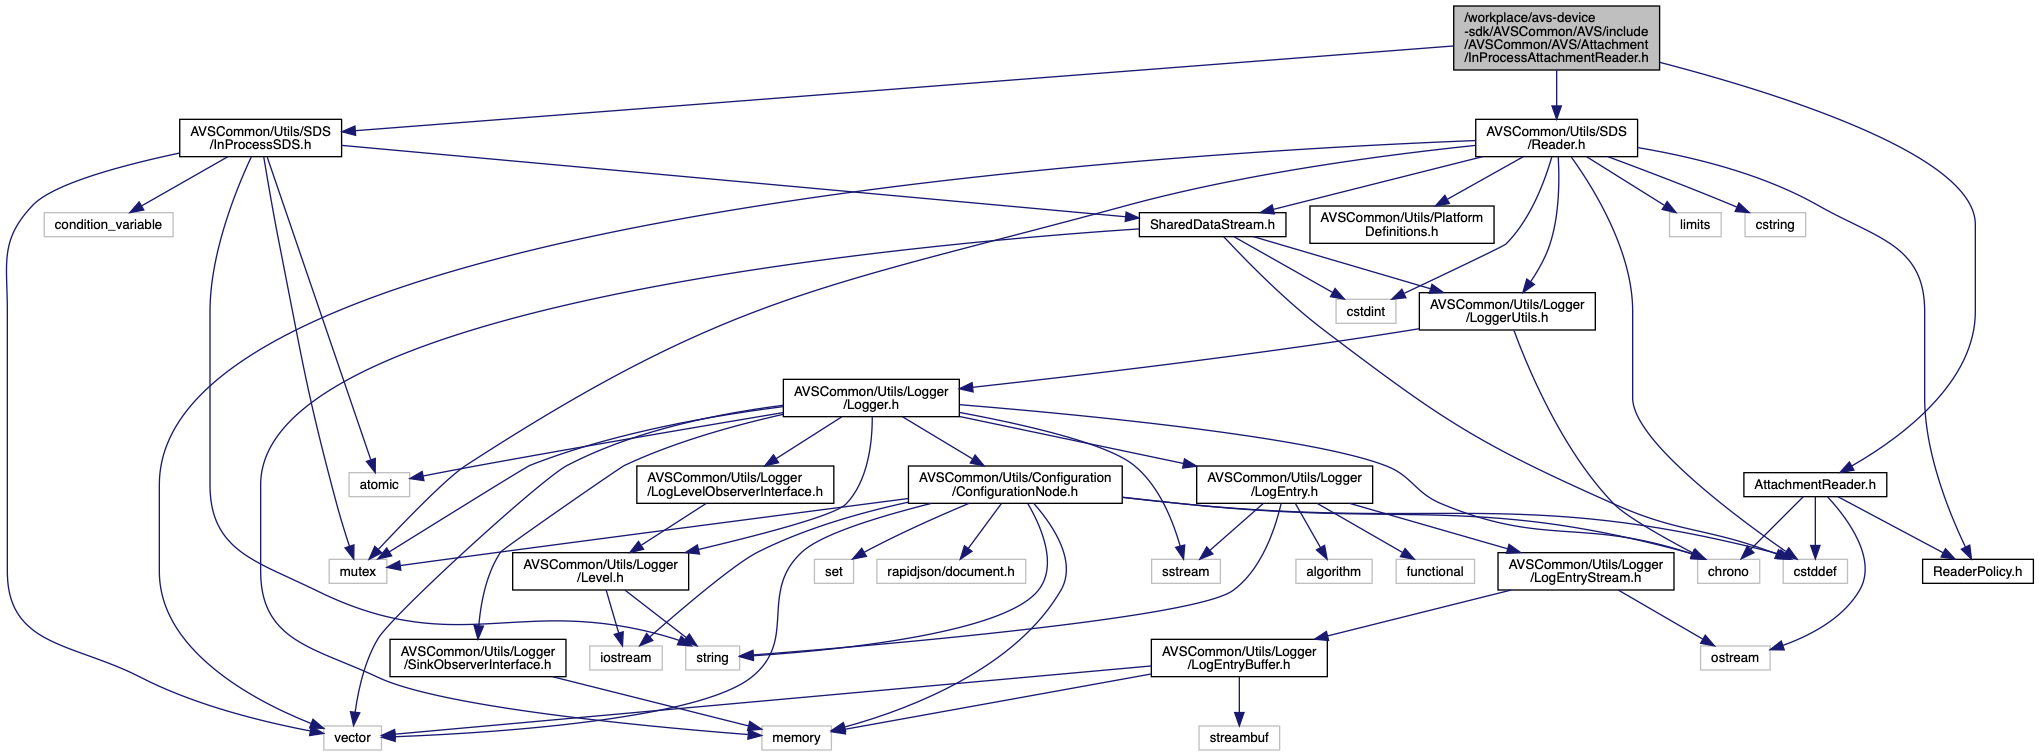 /workplace/avs-device
-sdk/AVSCommon/AVS/include
/AVSCommon/AVS/Attachment
/InProcessAttachmentReader.h
AVSCommon/Utils/SDS
/InProcessSDS.h
AVSCommon/Utils/SDS
/Reader.h
condition_variable
SharedDataStream.h
AVSCommon/Utils/Platform
Definitions.h
limits
cstring
cstdint
AVSCommon/Utils/Logger
/LoggerUtils.h
AVSCommon/Utils/Logger
/Logger.h
atomic
AVSCommon/Utils/Logger
/LogLevelObserverInterface.h
AVSCommon/Utils/Configuration
/ConfigurationNode.h
AVSCommon/Utils/Logger
/LogEntry.h
AttachmentReader.h
mutex
AVSCommon/Utils/Logger
/Level.h
set
rapidjson/document.h
sstream
algorithm
functional
AVSCommon/Utils/Logger
/LogEntryStream.h
chrono
cstddef
ReaderPolicy.h
AVSCommon/Utils/Logger
/SinkObserverInterface.h
iostream
string
AVSCommon/Utils/Logger
/LogEntryBuffer.h
ostream
vector
memory
streambuf